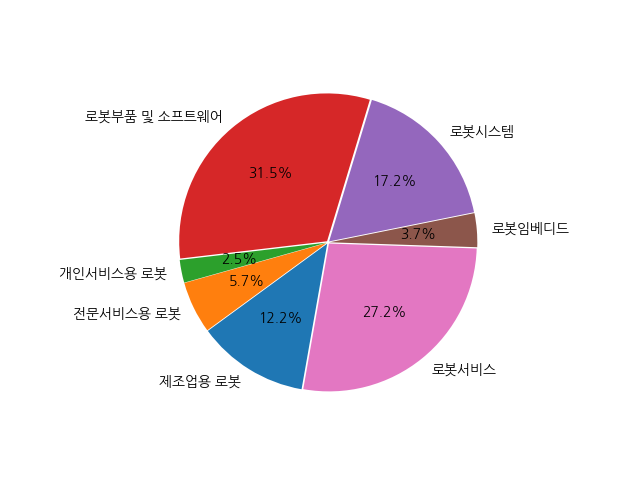 로봇부품 및 소프트웨어
31.5%
로봇시스템
17.2%
로봇임베디드
3.7%
개인서비스용 로봇
2.5%
전문서비스용 로봇
5.7%
제조업용 로봇
12.2%
로봇서비스
27.2%